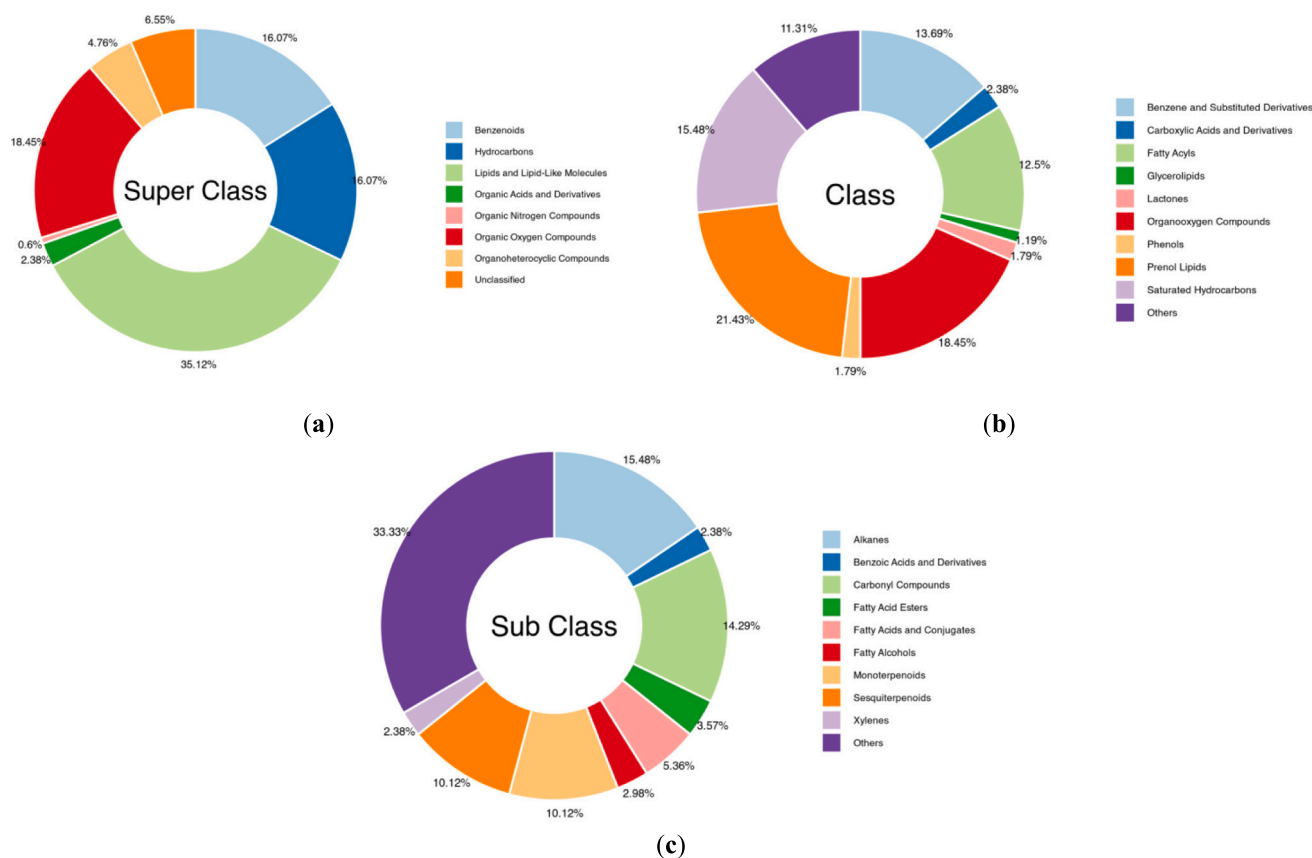 6.55%
4.76%
16.07%
18.45%
16.07%
0.6%
2.38%
35.12%
Super Class
Benzenoids
Hydrocarbons
Lipids and Lipid-Like Molecules
Organic Acids and Derivatives
Organic Nitrogen Compounds
Organic Oxygen Compounds
Organoheterocyclic Compounds
Unclassified
(a)
11.31%
13.69%
2.38%
15.48%
12.5%
1.19%
1.79%
21.43%
18.45%
1.79%
Class
Benzene and Substituted Derivatives
Carboxylic Acids and Derivatives
Fatty Acyls
Glycerolipids
Lactones
Organooxygen Compounds
Phenols
Prenol Lipids
Saturated Hydrocarbons
Others
(b)
15.48%
33.33%
2.38%
14.29%
3.57%
2.38%
5.36%
10.12%
2.98%
10.12%
Sub Class
Alkanes
Benzoic Acids and Derivatives
Carbonyl Compounds
Fatty Acid Esters
Fatty Acids and Conjugates
Fatty Alcohols
Monoterpenoids
Sesquiterpenoids
Xylenes
Others
(c)